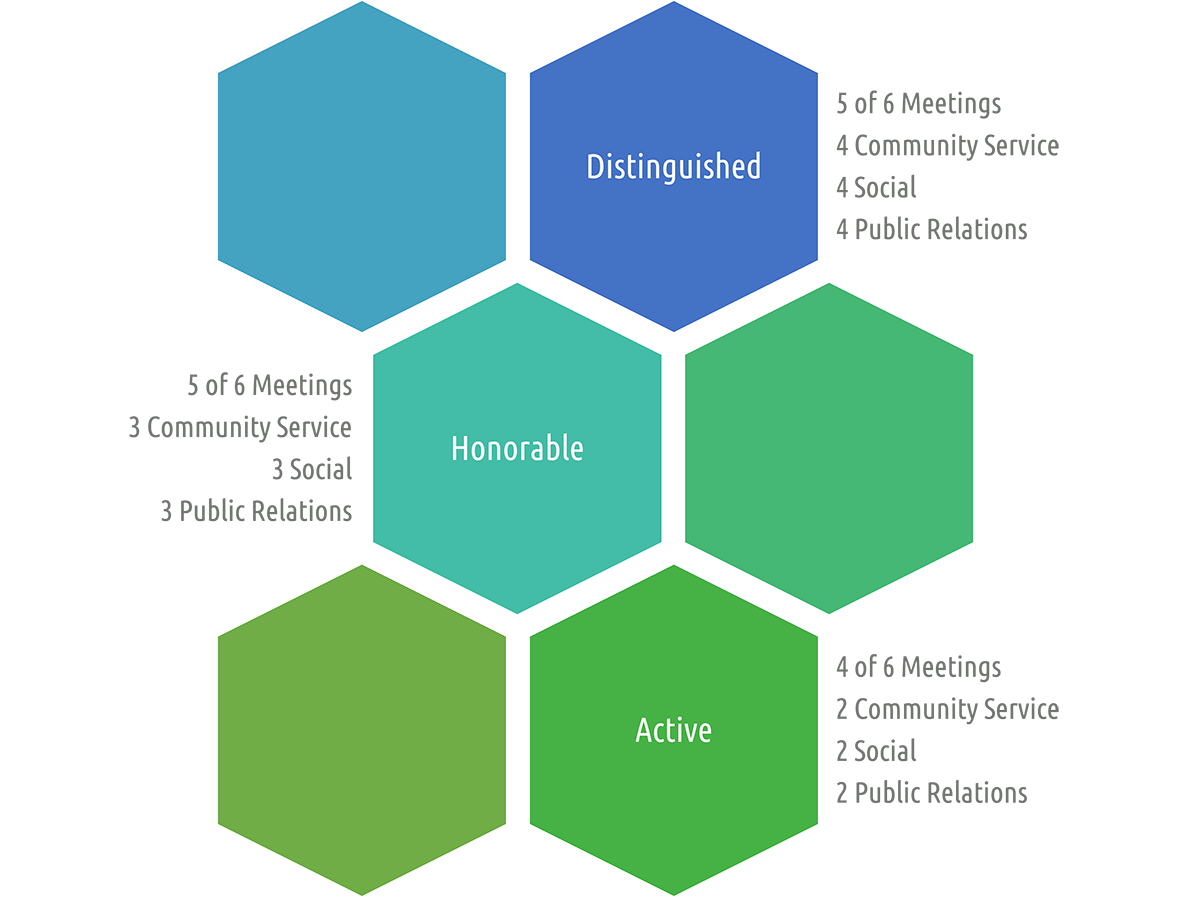 Distinguished
5 of 6 Meetings
4 Community Service
4 Social
4 Public Relations
5 of 6 Meetings
3 Community Service
3 Social
3 Public Relations
Honorable
Active
4 of 6 Meetings
2 Community Service
2 Social
2 Public Relations